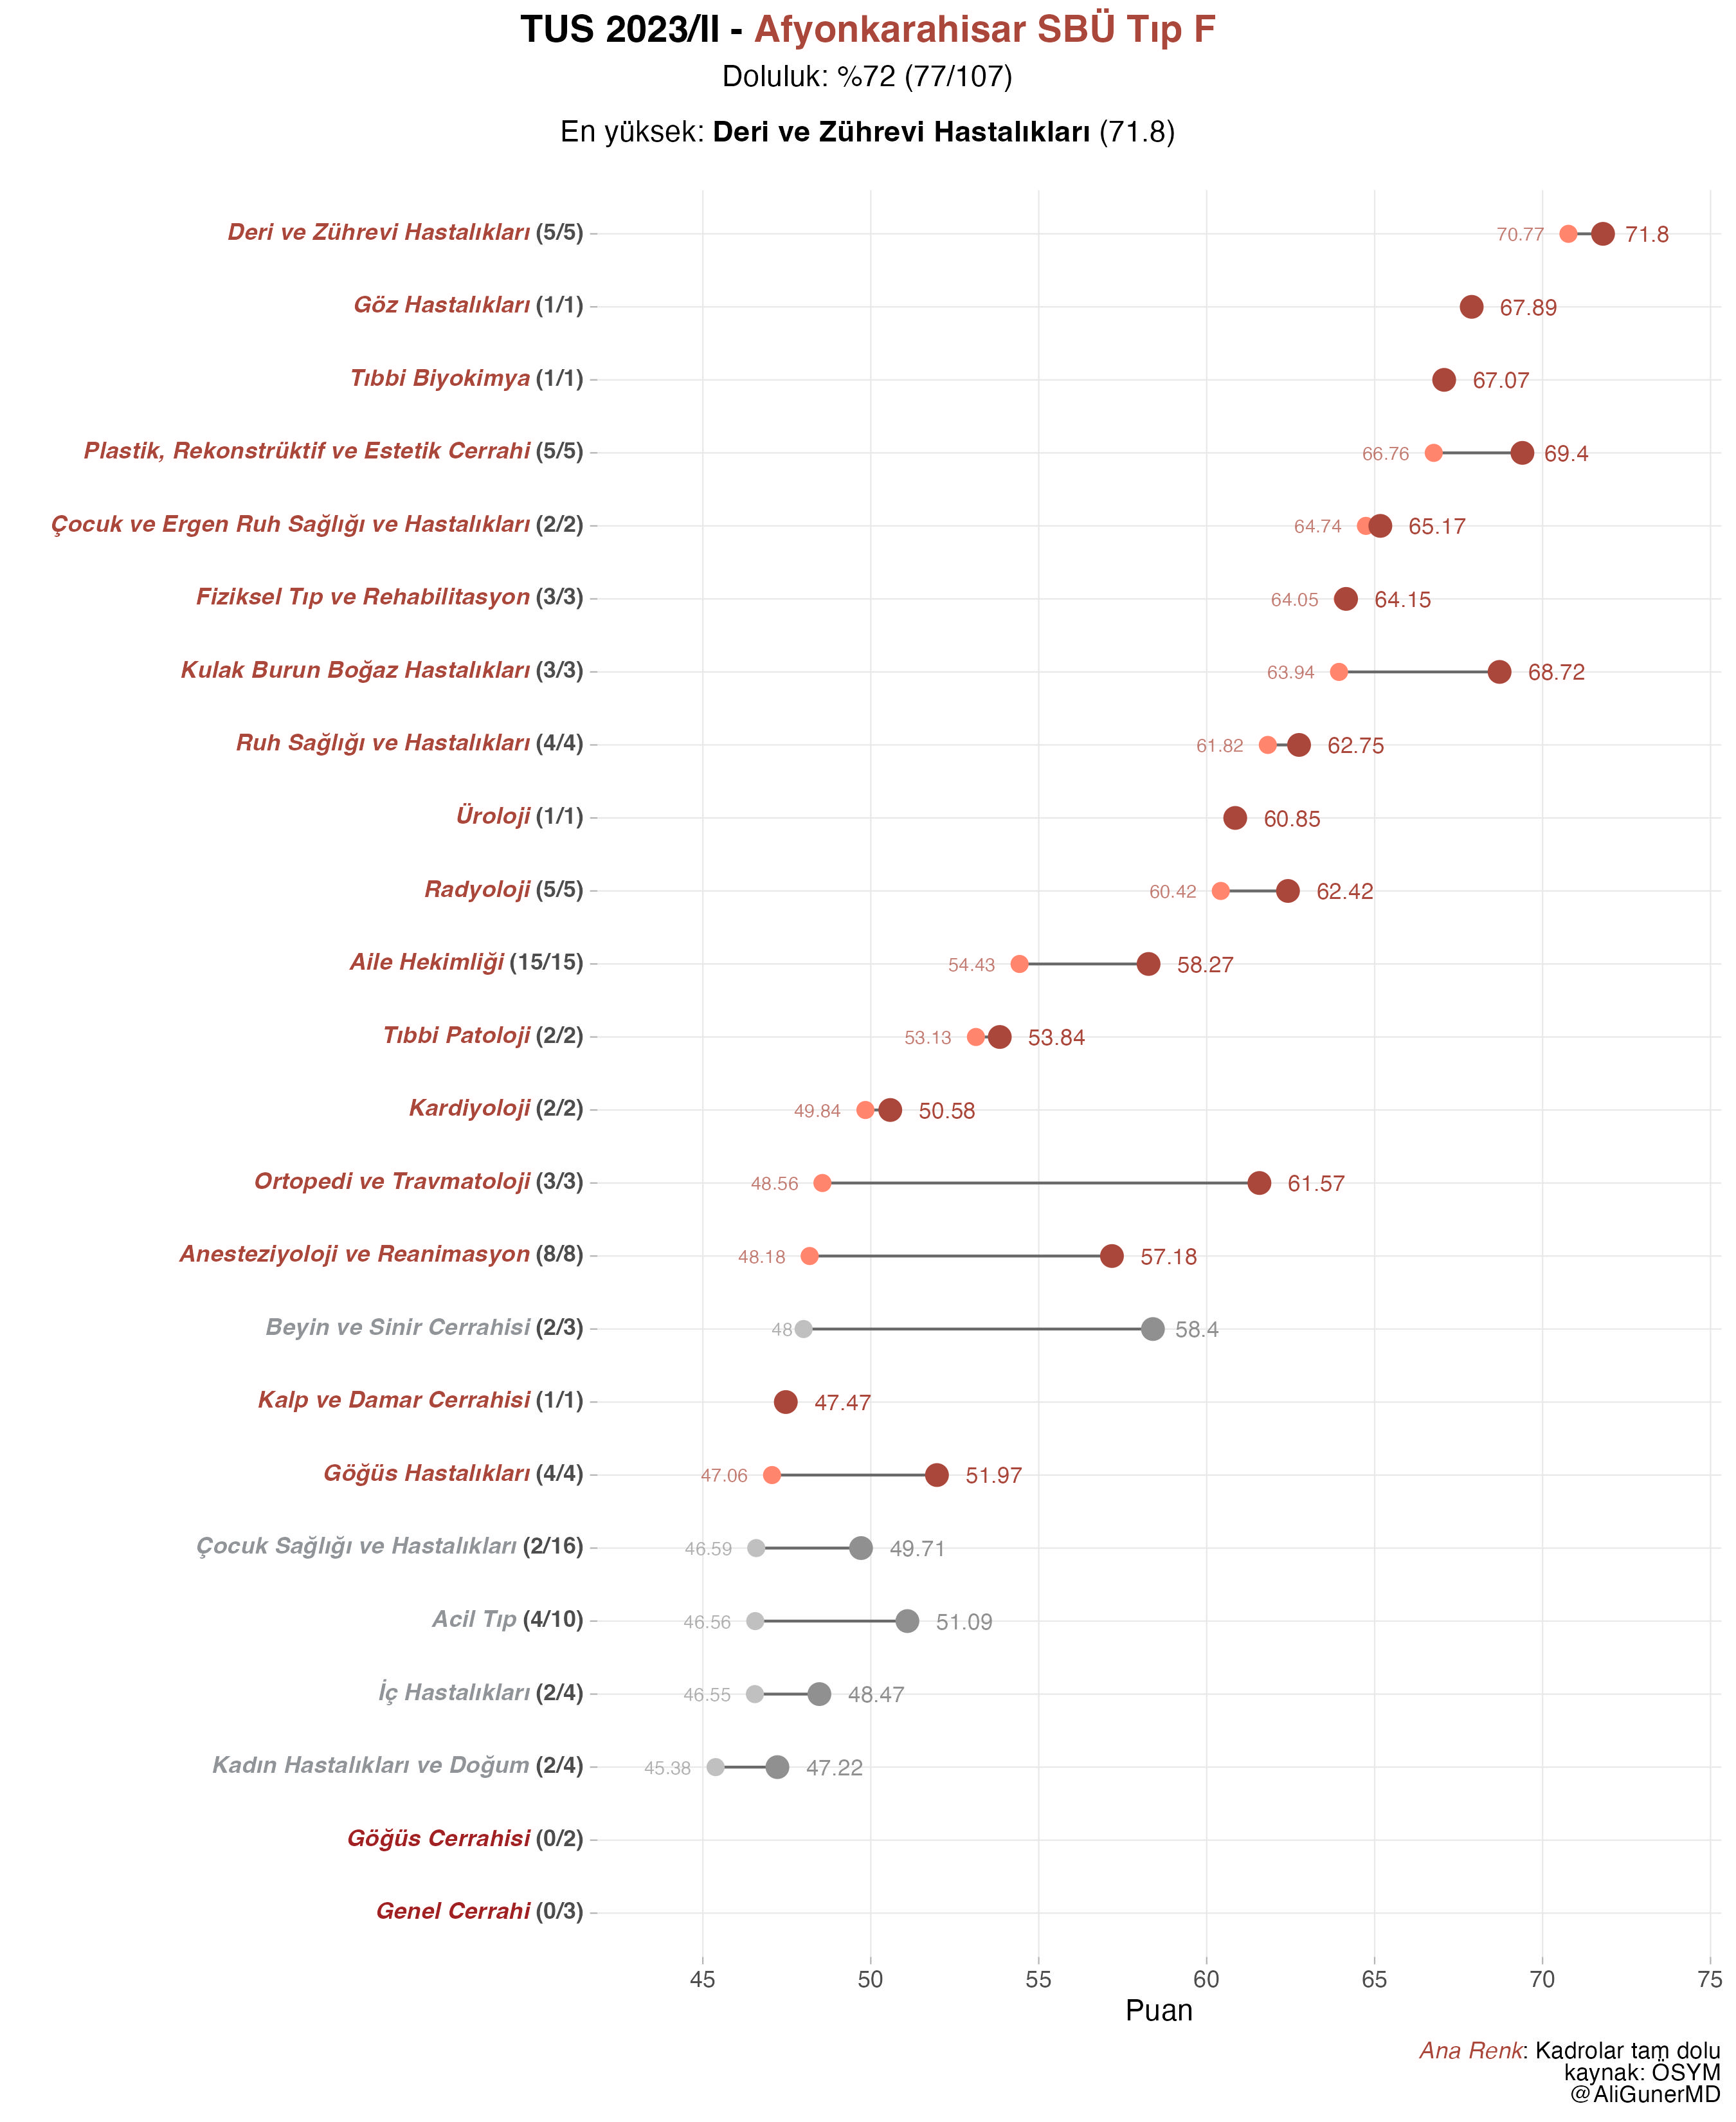 TUS 2023/II - Afyonkarahisar SBÜ Tıp F
Doluluk: %72 (77/107)
En yüksek: Deri ve Zührevi Hastalıkları (71.8)
Deri ve Zührevi Hastalıkları (5/5) 70.77 71.8
Göz Hastalıkları (1/1) 67.89
Tıbbi Biyokimya (1/1) 67.07
Plastik, Rekonstrüktif ve Estetik Cerrahi (5/5) 66.76 69.4
Çocuk ve Ergen Ruh Sağlığı ve Hastalıkları (2/2) 64.74 65.17
Fiziksel Tıp ve Rehabilitasyon (3/3) 64.05 64.15
Kulak Burun Boğaz Hastalıkları (3/3) 63.94 68.72
Ruh Sağlığı ve Hastalıkları (4/4) 61.82 62.75
Üroloji (1/1) 60.85
Radyoloji (5/5) 60.42 62.42
Aile Hekimliği (15/15) 54.43 58.27
Tıbbi Patoloji (2/2) 53.13 53.84
Kardiyoloji (2/2) 49.84 50.58
Ortopedi ve Travmatoloji (3/3) 48.56 61.57
Anesteziyoloji ve Reanimasyon (8/8) 48.18 57.18
Beyin ve Sinir Cerrahisi (2/3) 48 58.4
Kalp ve Damar Cerrahisi (1/1) 47.47
Göğüs Hastalıkları (4/4) 47.06 51.97
Çocuk Sağlığı ve Hastalıkları (2/16) 46.59 49.71
Acil Tıp (4/10) 46.56 51.09
İç Hastalıkları (2/4) 46.55 48.47
Kadın Hastalıkları ve Doğum (2/4) 45.38 47.22
Göğüs Cerrahisi (0/2)
Genel Cerrahi (0/3)
45 50 55 60 65 70 75
Puan
Ana Renk: Kadrolar tam dolu
kaynak: ÖSYM
@AliGunerMD